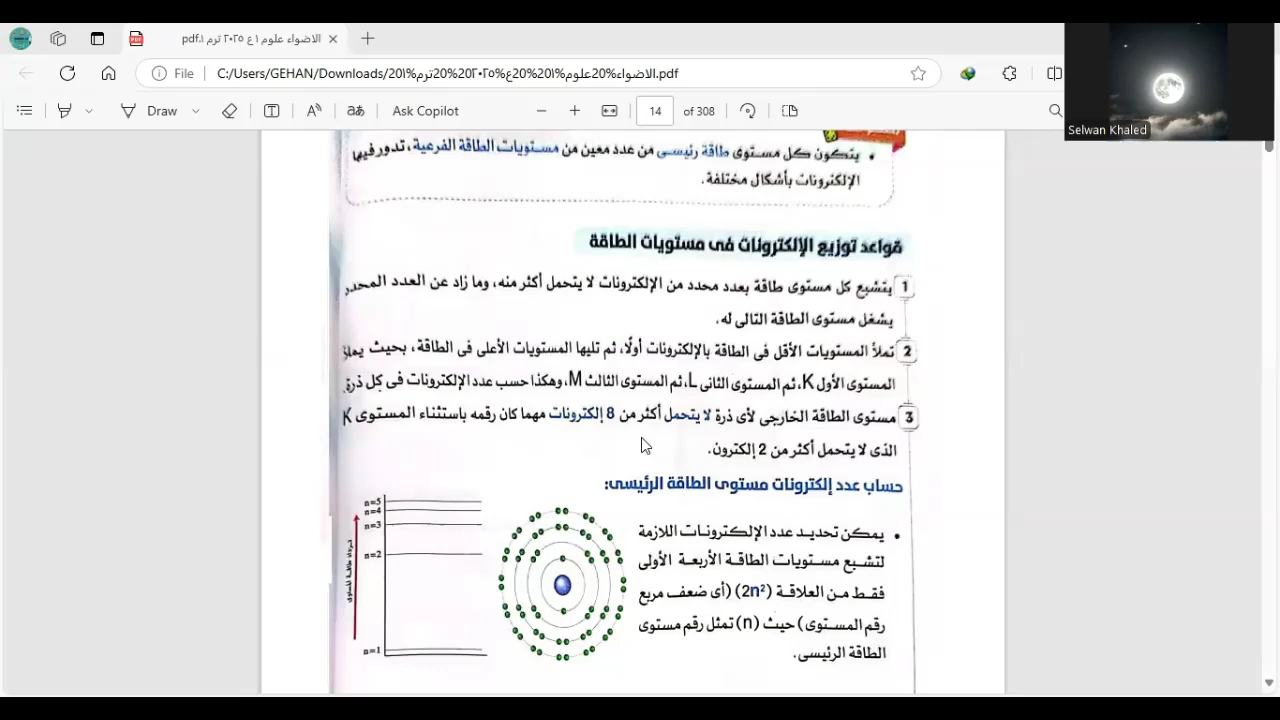 الاضواء علوم ١ ع ٢٠٢٥ ترم ١.pdf
File
C:/Users/GEHAN/Downloads/الاضواء%20علوم%201%20ع%20٢٠٢٥%20ترم%201.pdf
Draw
aあ
Ask Copilot
14 of 308
Selwan Khaled
• يتكون كل مستوى طاقة رئيسى من عدد معين من مستويات الطاقة الفرعية، تدور فيها
الإلكترونات بأشكال مختلفة.
قواعد توزيع الإلكترونات فى مستويات الطاقة
1 يتشبع كل مستوى طاقة بعدد محدد من الإلكترونات لا يتحمل أكثر منه، وما زاد عن العدد المحدد
يشغل مستوى الطاقة التالى له.
2 تملأ المستويات الأقل فى الطاقة بالإلكترونات أولًا، ثم تليها المستويات الأعلى فى الطاقة، بحيث يملأ
المستوى الأول K، ثم المستوى الثانى L، ثم المستوى الثالث M، وهكذا حسب عدد الإلكترونات فى كل ذرة
3 مستوى الطاقة الخارجى لأى ذرة لا يتحمل أكثر من 8 إلكترونات مهما كان رقمه باستثناء المستوى K
الذى لا يتحمل أكثر من 2 إلكترون.
حساب عدد إلكترونات مستوى الطاقة الرئيسى:
• يمكن تحديد عدد الإلكترونات اللازمة
لتشبع مستويات الطاقة الأربعة الأولى
فقط من العلاقة (2n²) (أى ضعف مربع
رقم المستوى) حيث (n) تمثل رقم مستوى
الطاقة الرئيسى.
n=5
n=4
n=3
n=2
n=1